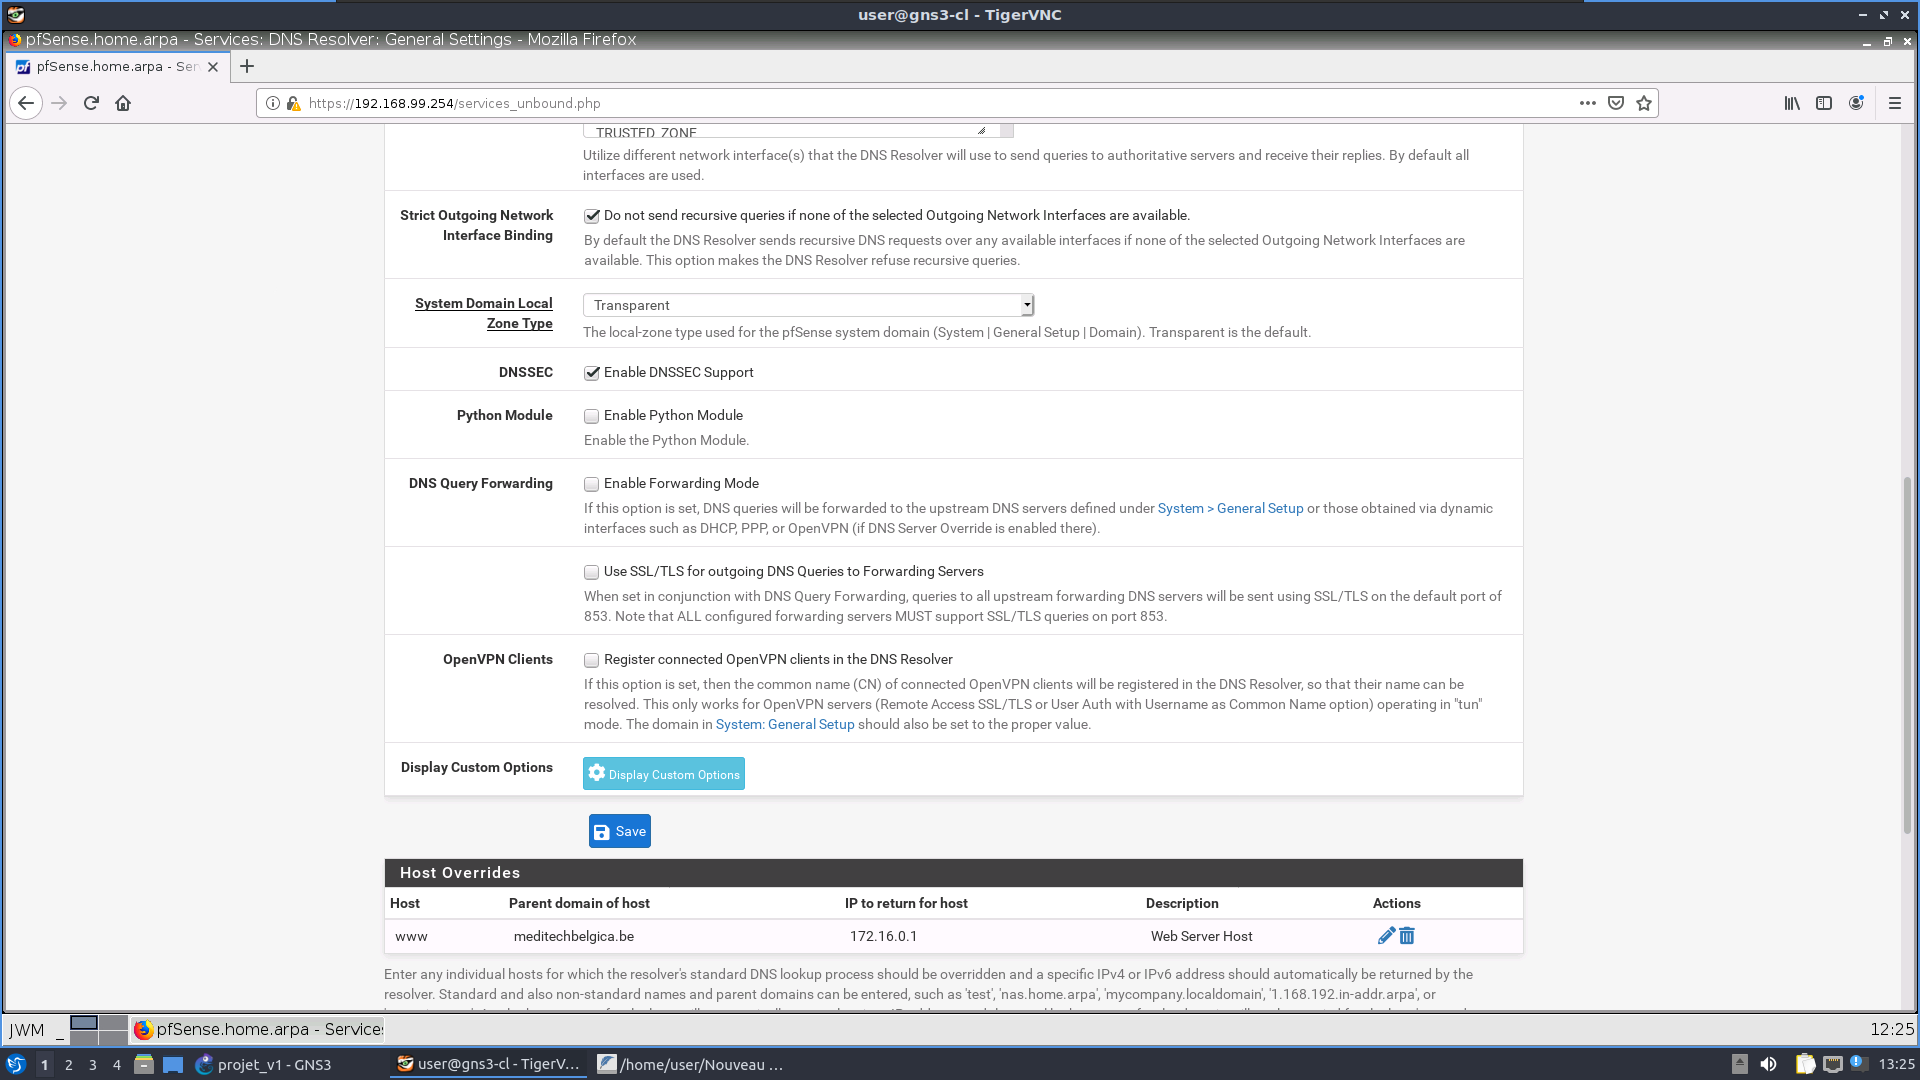 user@gns3-cl - TigerVNC
pfSense.home.arpa - Services: DNS Resolver: General Settings - Mozilla Firefox
pfSense.home.arpa - Ser
https://192.168.99.254/services_unbound.php
TRUSTED_ZONE
Utilize different network interface(s) that the DNS Resolver will use to send queries to authoritative servers and receive their replies. By default all
interfaces are used.
Strict Outgoing Network
Interface Binding
Do not send recursive queries if none of the selected Outgoing Network Interfaces are available.
By default the DNS Resolver sends recursive DNS requests over any available interfaces if none of the selected Outgoing Network Interfaces are
available. This option makes the DNS Resolver refuse recursive queries.
System Domain Local
Zone Type
Transparent
The local-zone type used for the pfSense system domain (System | General Setup | Domain). Transparent is the default.
DNSSEC
Enable DNSSEC Support
Python Module
Enable Python Module
Enable the Python Module.
DNS Query Forwarding
Enable Forwarding Mode
If this option is set, DNS queries will be forwarded to the upstream DNS servers defined under System > General Setup or those obtained via dynamic
interfaces such as DHCP, PPP, or OpenVPN (if DNS Server Override is enabled there).
Use SSL/TLS for outgoing DNS Queries to Forwarding Servers
When set in conjunction with DNS Query Forwarding, queries to all upstream forwarding DNS servers will be sent using SSL/TLS on the default port of
853. Note that ALL configured forwarding servers MUST support SSL/TLS queries on port 853.
OpenVPN Clients
Register connected OpenVPN clients in the DNS Resolver
If this option is set, then the common name (CN) of connected OpenVPN clients will be registered in the DNS Resolver, so that their name can be
resolved. This only works for OpenVPN servers (Remote Access SSL/TLS or User Auth with Username as Common Name option) operating in "tun"
mode. The domain in System: General Setup should also be set to the proper value.
Display Custom Options
Display Custom Options
Save
Host Overrides
Host Parent domain of host IP to return for host Description Actions
www meditechbelgica.be 172.16.0.1 Web Server Host
Enter any individual hosts for which the resolver's standard DNS lookup process should be overridden and a specific IPv4 or IPv6 address should automatically be returned by the
resolver. Standard and also non-standard names and parent domains can be entered, such as 'test', 'nas.home.arpa', 'mycompany.localdomain', '1.168.192.in-addr.arpa', or
JWM _ pfSense.home.arpa - Services 12:25
1 2 3 4 projet_v1 - GNS3 user@gns3-cl - TigerV... /home/user/Nouveau ... 13:25